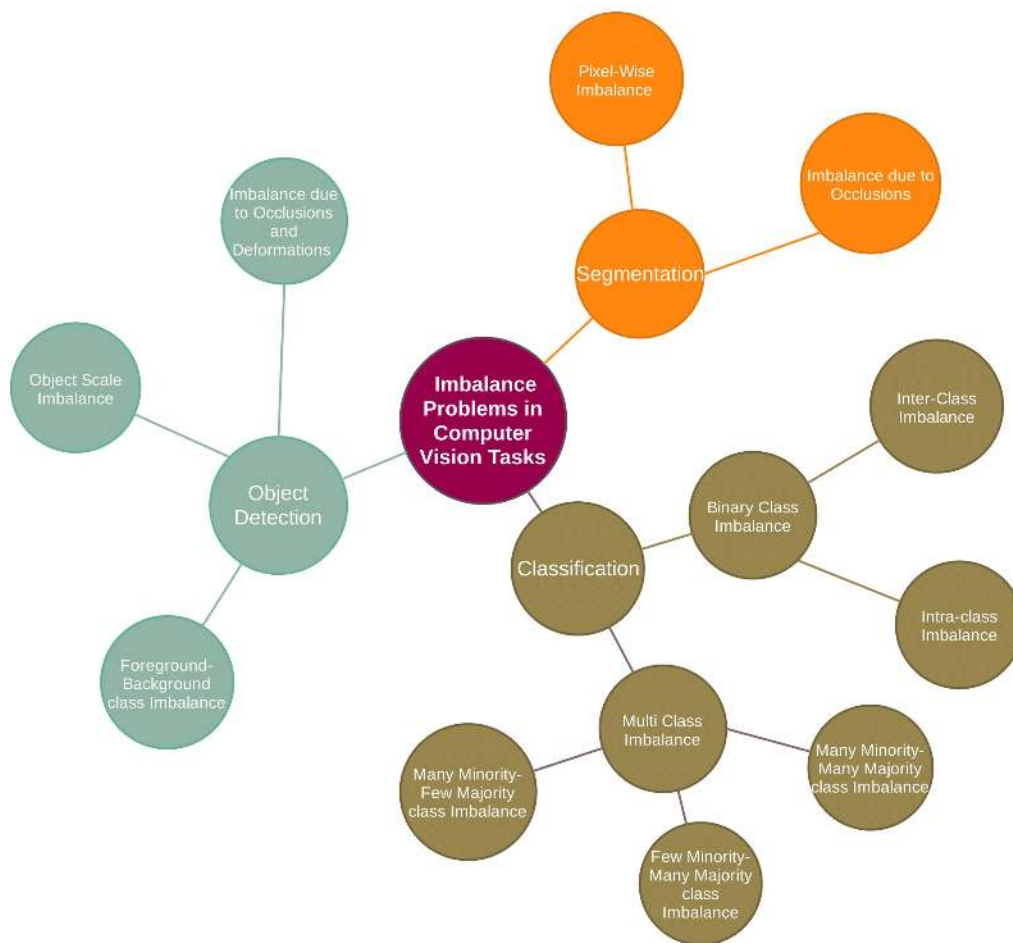 Pixel-Wise
Imbalance
Imbalance due to
Occlusions
Segmentation
Imbalance due
to Occlusions
and
Deformations
Object Scale
Imbalance
Object
Detection
Foreground-
Background
class Imbalance
Imbalance
Problems in
Computer
Vision Tasks
Inter-Class
Imbalance
Binary Class
Imbalance
Classification
Intra-class
Imbalance
Multi Class
Imbalance
Many Minority-
Few Majority
class Imbalance
Many Minority-
Many Majority
class Imbalance
Few Minority-
Many Majority
class
Imbalance